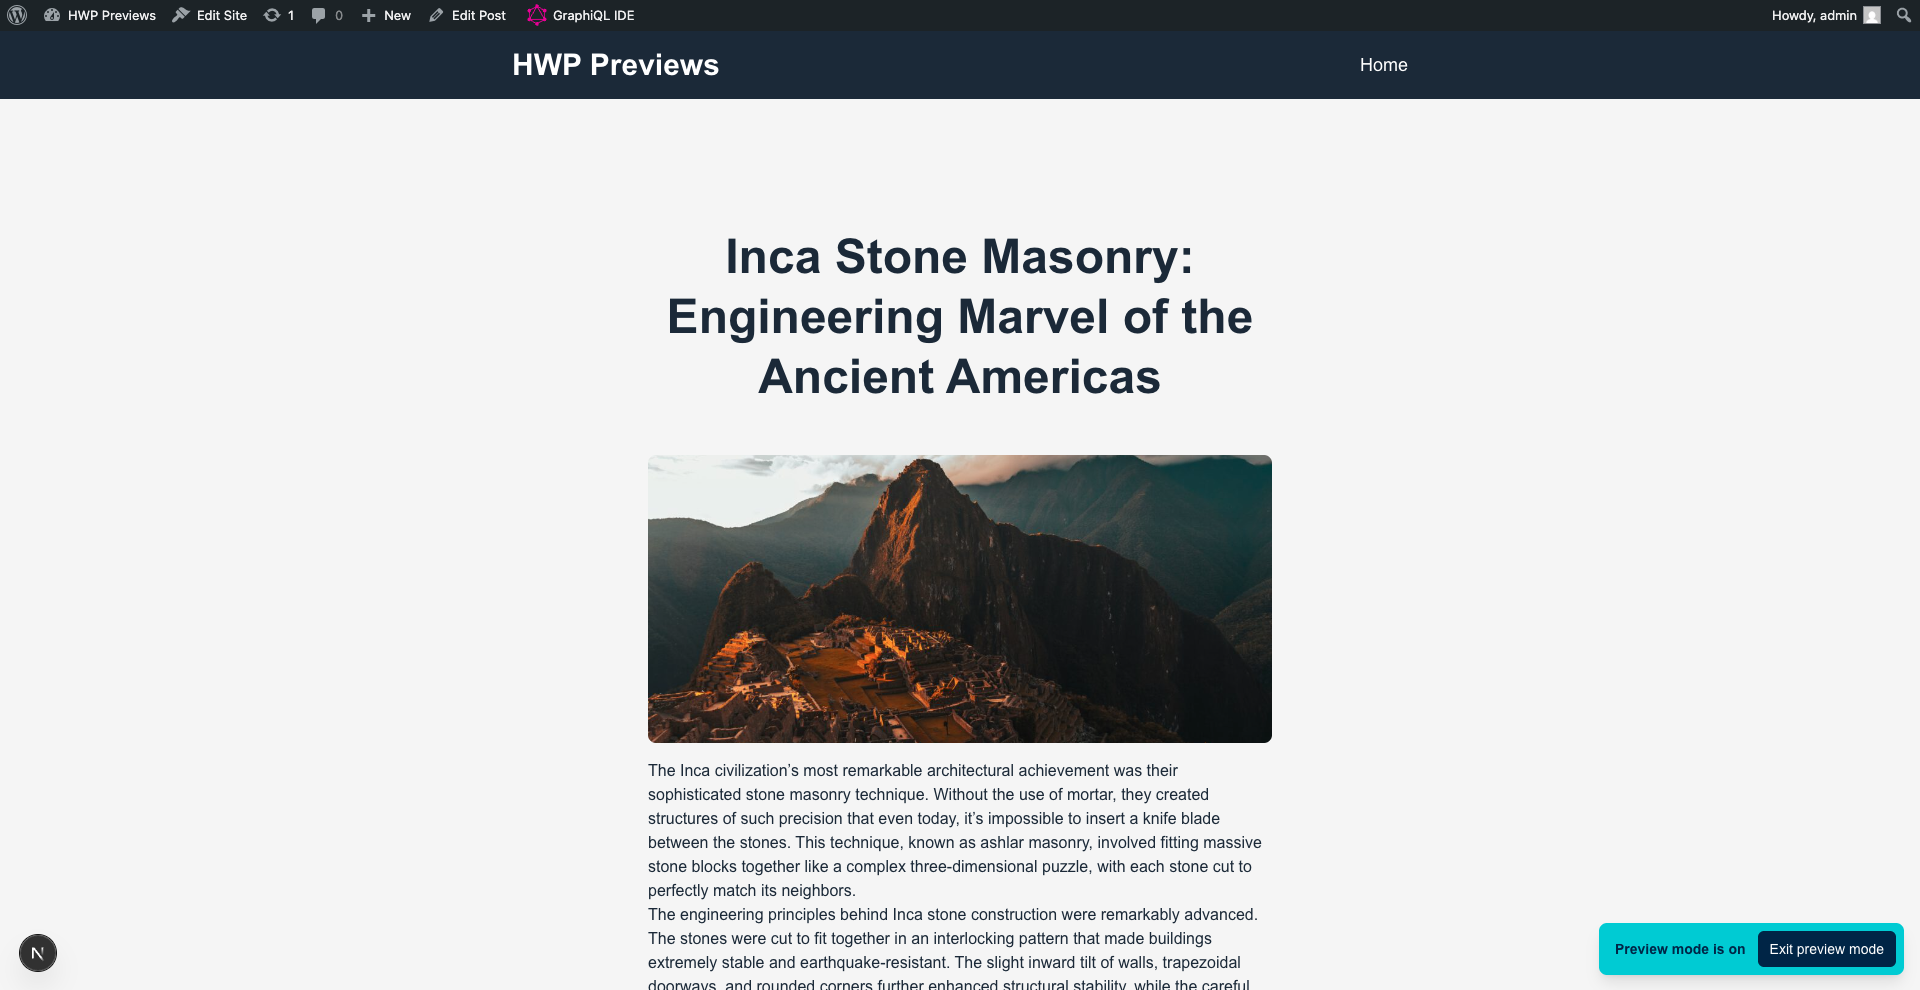 HWP Previews Edit Site 1 0 New Edit Post GraphiQL IDE Howdy, admin
HWP Previews Home
Inca Stone Masonry:
Engineering Marvel of the
Ancient Americas
The Inca civilization’s most remarkable architectural achievement was their
sophisticated stone masonry technique. Without the use of mortar, they created
structures of such precision that even today, it’s impossible to insert a knife blade
between the stones. This technique, known as ashlar masonry, involved fitting massive
stone blocks together like a complex three-dimensional puzzle, with each stone cut to
perfectly match its neighbors.
The engineering principles behind Inca stone construction were remarkably advanced.
The stones were cut to fit together in an interlocking pattern that made buildings
extremely stable and earthquake-resistant. The slight inward tilt of walls, trapezoidal
doorways, and rounded corners further enhanced structural stability, while the careful
N
Preview mode is on Exit preview mode